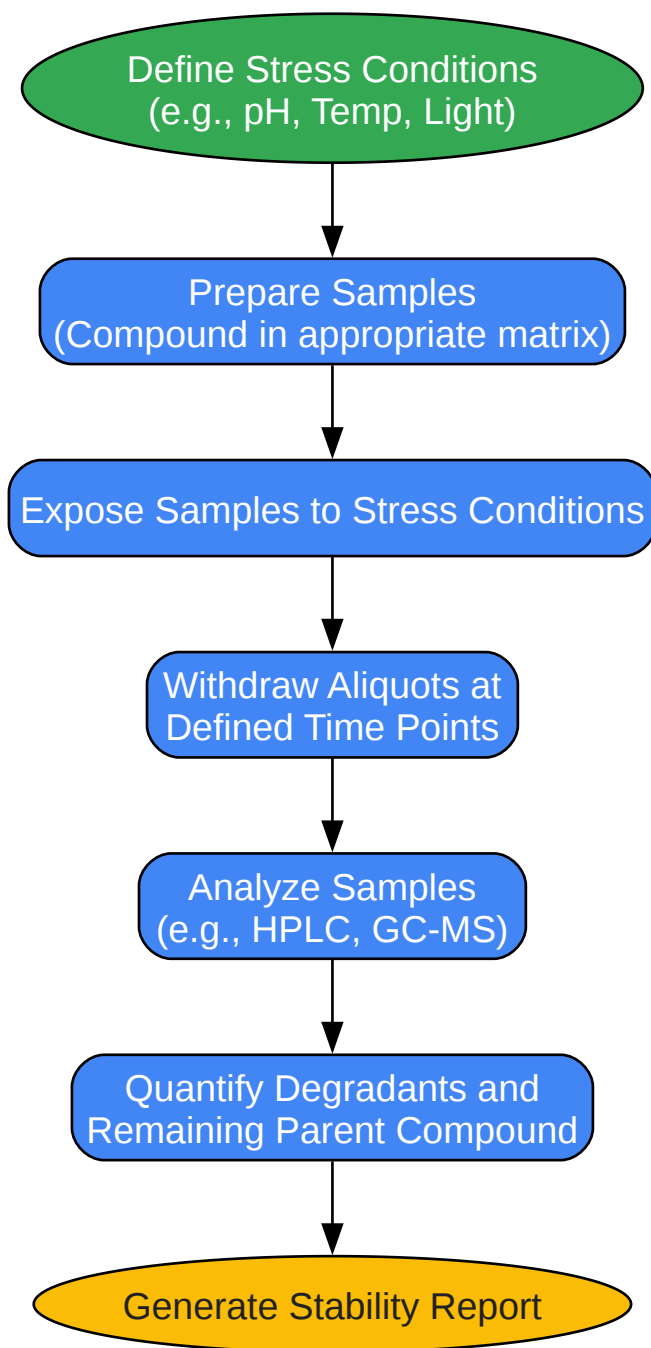 Define Stress Conditions
(e.g., pH, Temp, Light)
Prepare Samples
(Compound in appropriate matrix)
Expose Samples to Stress Conditions
Withdraw Aliquots at
Defined Time Points
Analyze Samples
(e.g., HPLC, GC-MS)
Quantify Degradants and
Remaining Parent Compound
Generate Stability Report